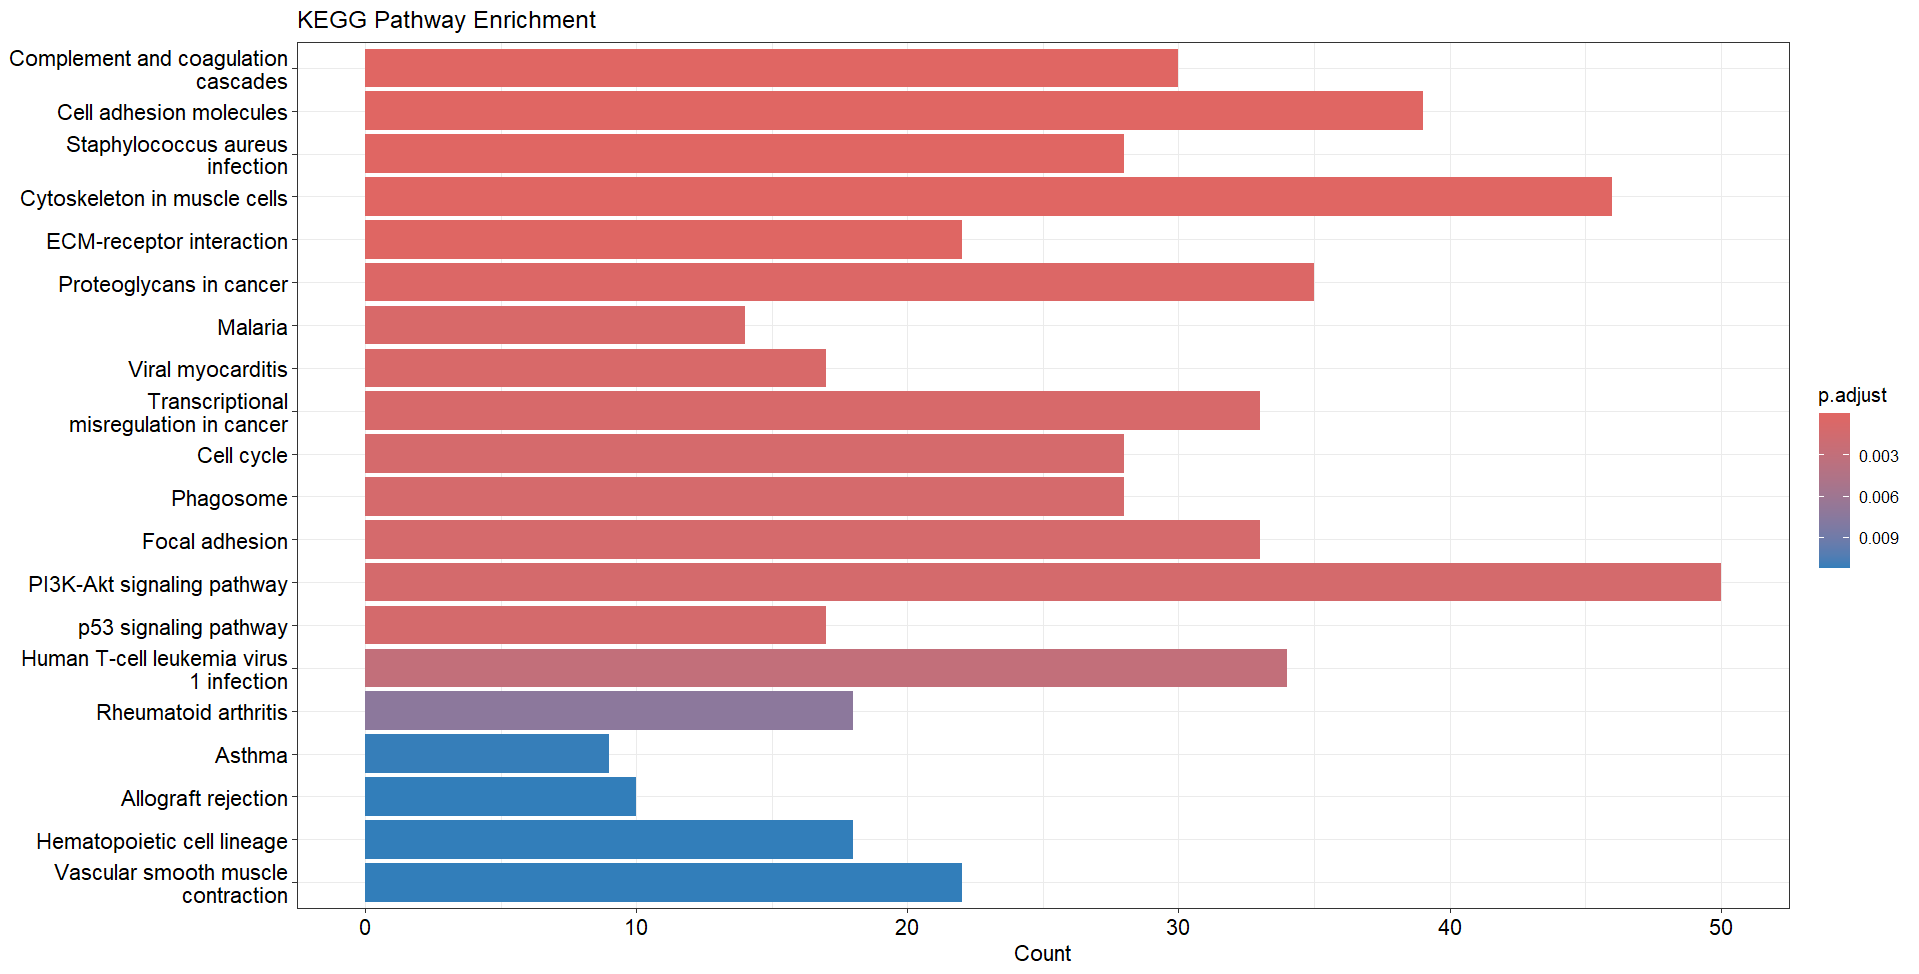 KEGG Pathway Enrichment
Complement and coagulation
cascades
Cell adhesion molecules
Staphylococcus aureus
infection
Cytoskeleton in muscle cells
ECM-receptor interaction
Proteoglycans in cancer
Malaria
Viral myocarditis
Transcriptional
misregulation in cancer
Cell cycle
Phagosome
Focal adhesion
PI3K-Akt signaling pathway
p53 signaling pathway
Human T-cell leukemia virus
1 infection
Rheumatoid arthritis
Asthma
Allograft rejection
Hematopoietic cell lineage
Vascular smooth muscle
contraction
0 10 20 30 40 50
Count
p.adjust
0.003
0.006
0.009